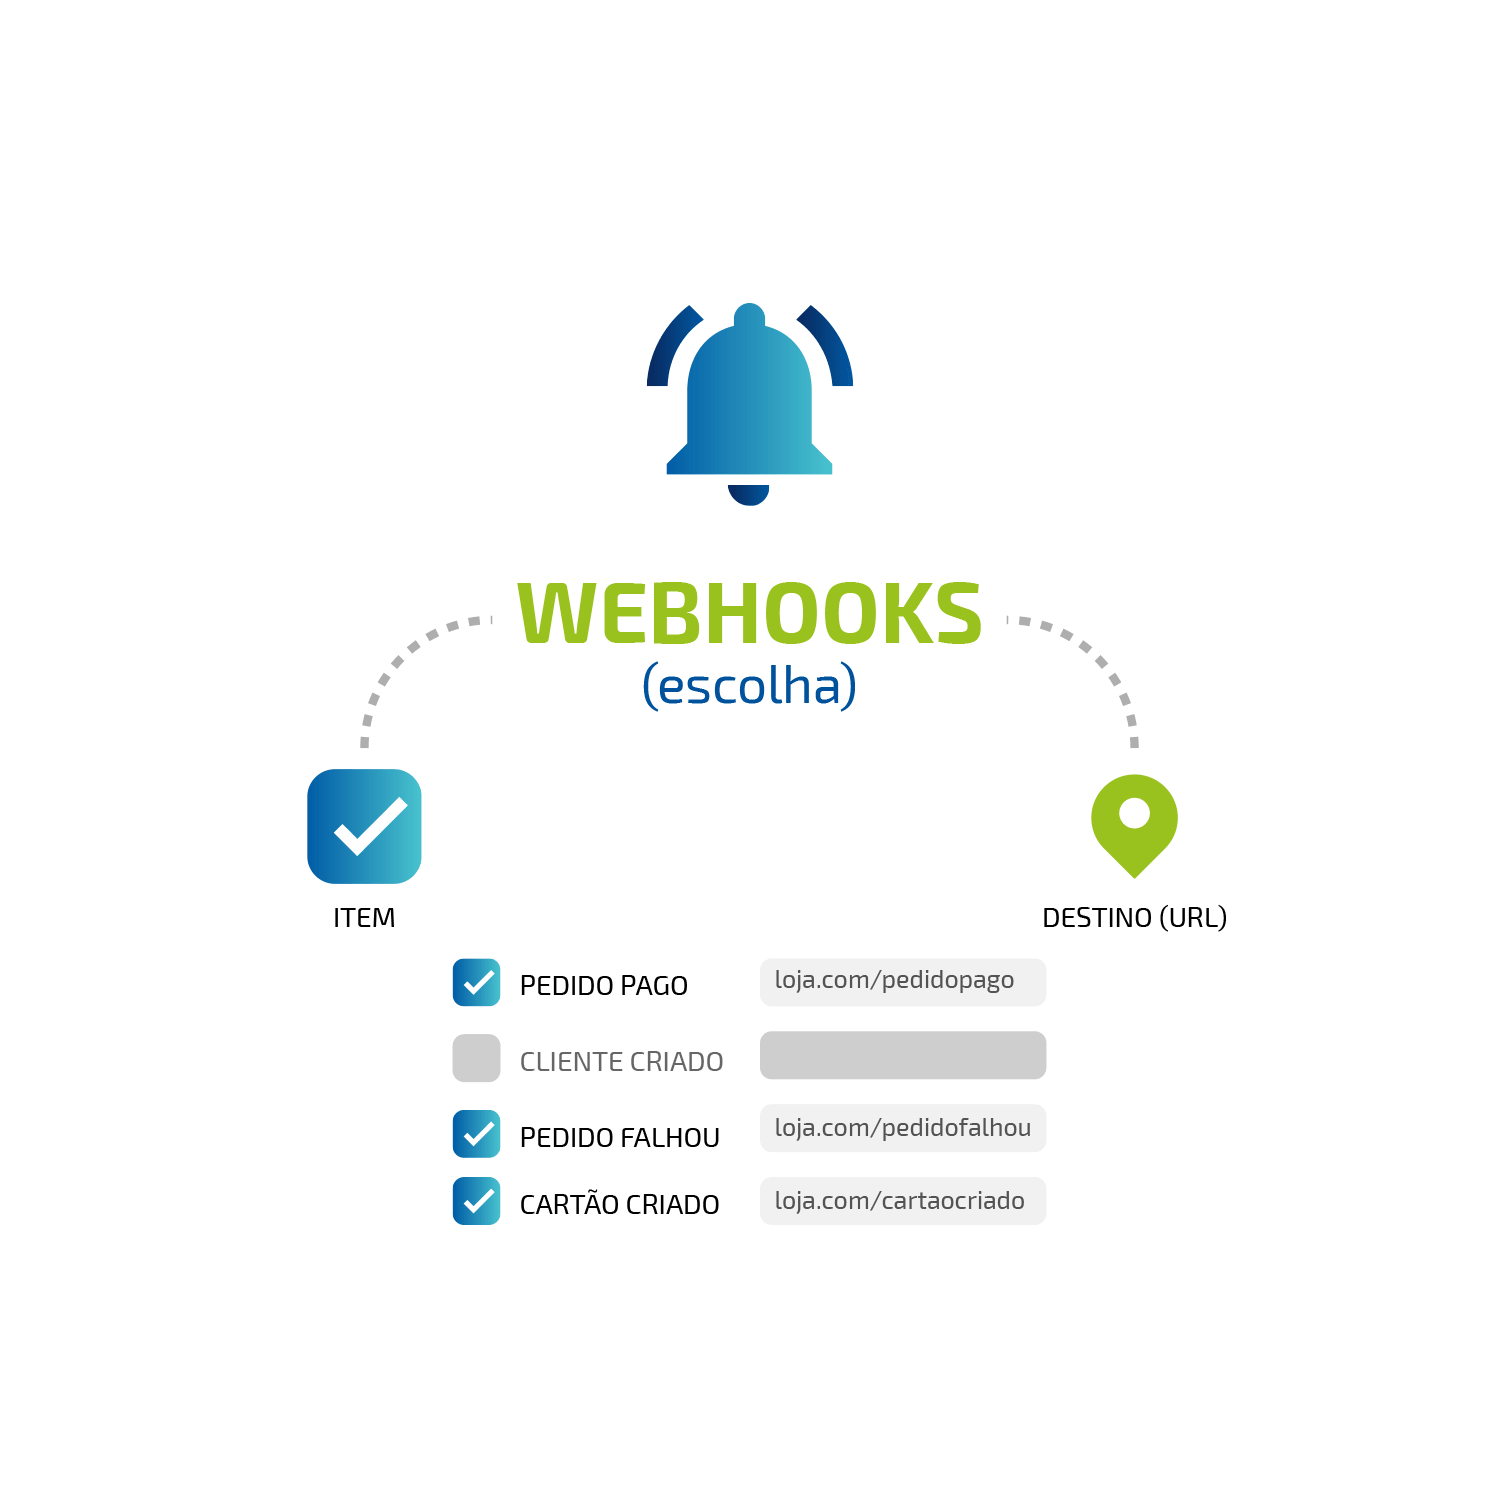 WEBHOOKS
(escolha)
ITEM
DESTINO (URL)
PEDIDO PAGO
loja.com/pedidopago
CLIENTE CRIADO
PEDIDO FALHOU
loja.com/pedidofalhou
CARTÃO CRIADO
loja.com/cartaocriado